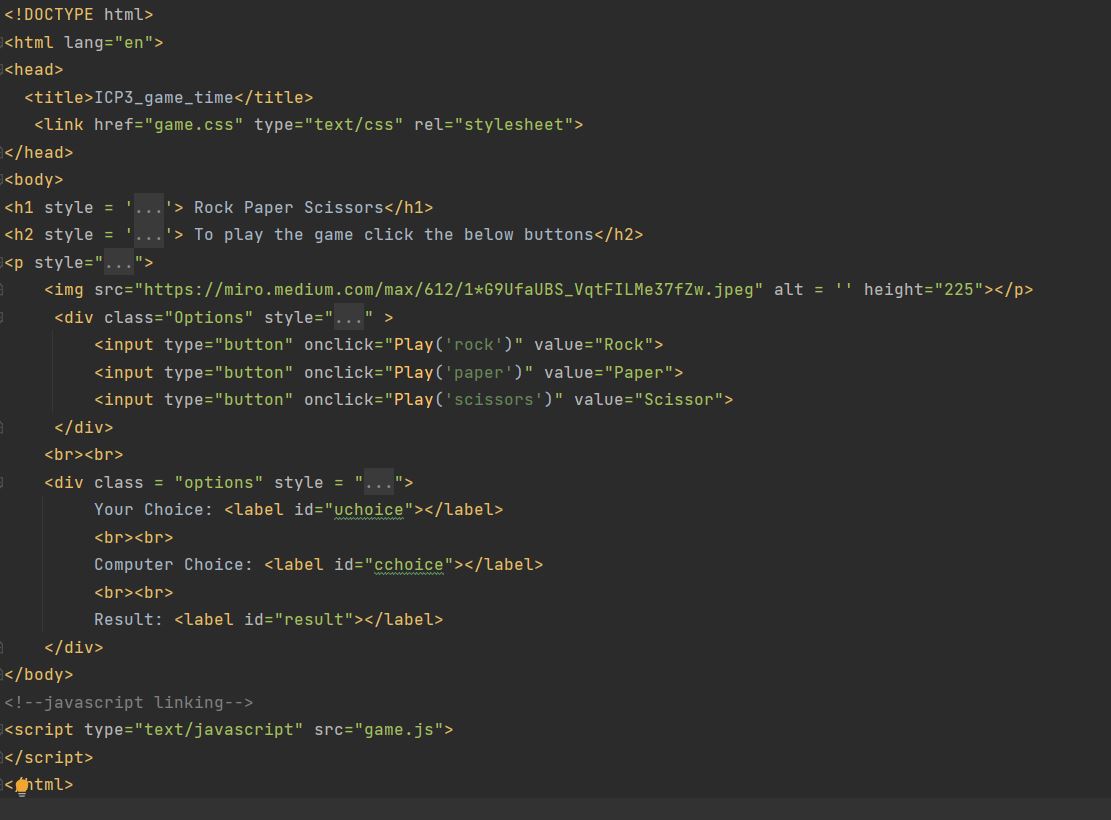 <!DOCTYPE html>
<html lang="en">
<head>
  <title>ICP3_game_time</title>
   <link href="game.css" type="text/css" rel="stylesheet">
</head>
<body>
<h1 style = '...'> Rock Paper Scissors</h1>
<h2 style = '...'> To play the game click the below buttons</h2>
<p style="...">
    <img src="https://miro.medium.com/max/612/1*G9UfaUBS_VqtFILMe37fZw.jpeg" alt = '' height="225"></p>
     <div class="Options" style="..." >
         <input type="button" onclick="Play('rock')" value="Rock">
         <input type="button" onclick="Play('paper')" value="Paper">
         <input type="button" onclick="Play('scissors')" value="Scissor">
     </div>
    <br><br>
    <div class = "options" style = "...">
         Your Choice: <label id="uchoice"></label>
         <br><br>
         Computer Choice: <label id="cchoice"></label>
         <br><br>
         Result: <label id="result"></label>
    </div>
</body>
<!--javascript linking-->
<script type="text/javascript" src="game.js">
</script>
< html>